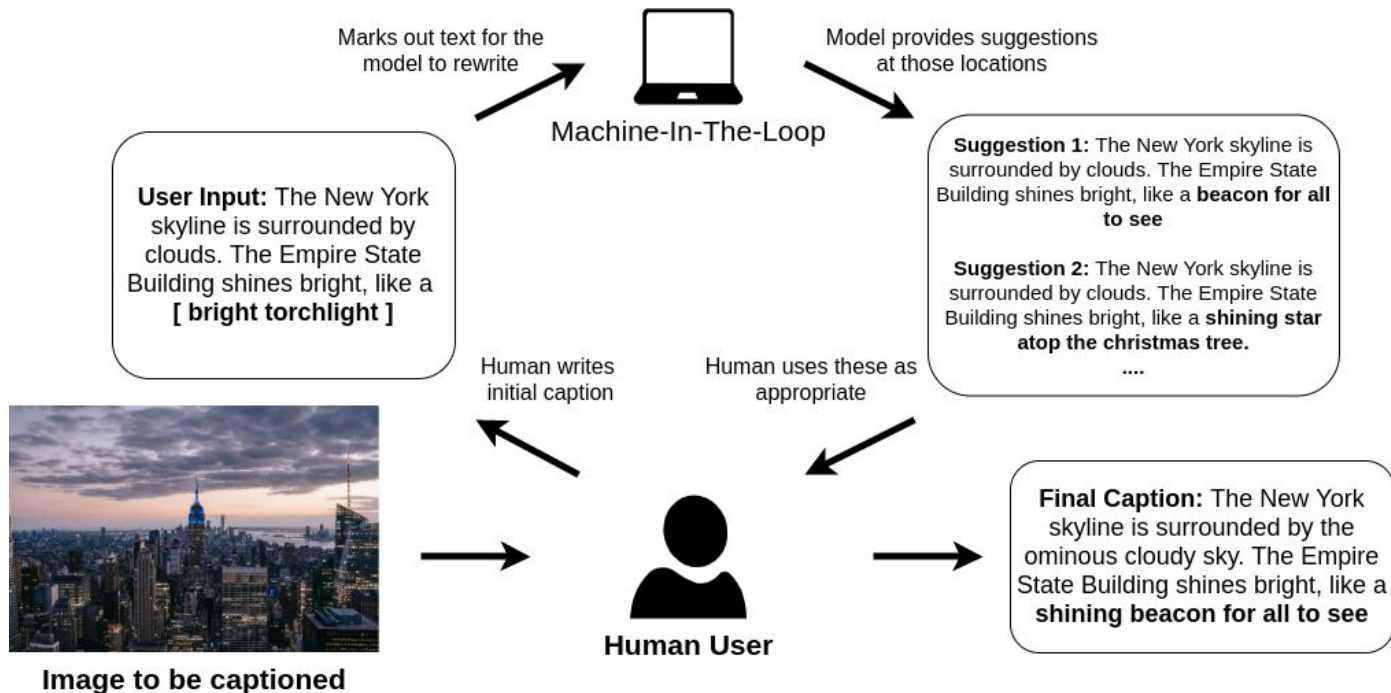 Marks out text for the
model to rewrite
Model provides suggestions
at those locations
Machine-In-The-Loop
User Input: The New York
skyline is surrounded by
clouds. The Empire State
Building shines bright, like a
[ bright torchlight ]
Suggestion 1: The New York skyline is
surrounded by clouds. The Empire State
Building shines bright, like a beacon for all
to see
Suggestion 2: The New York skyline is
surrounded by clouds. The Empire State
Building shines bright, like a shining star
atop the christmas tree.
....
Human writes
initial caption
Human uses these as
appropriate
Image to be captioned
Human User
Final Caption: The New York
skyline is surrounded by the
ominous cloudy sky. The Empire
State Building shines bright, like a
shining beacon for all to see